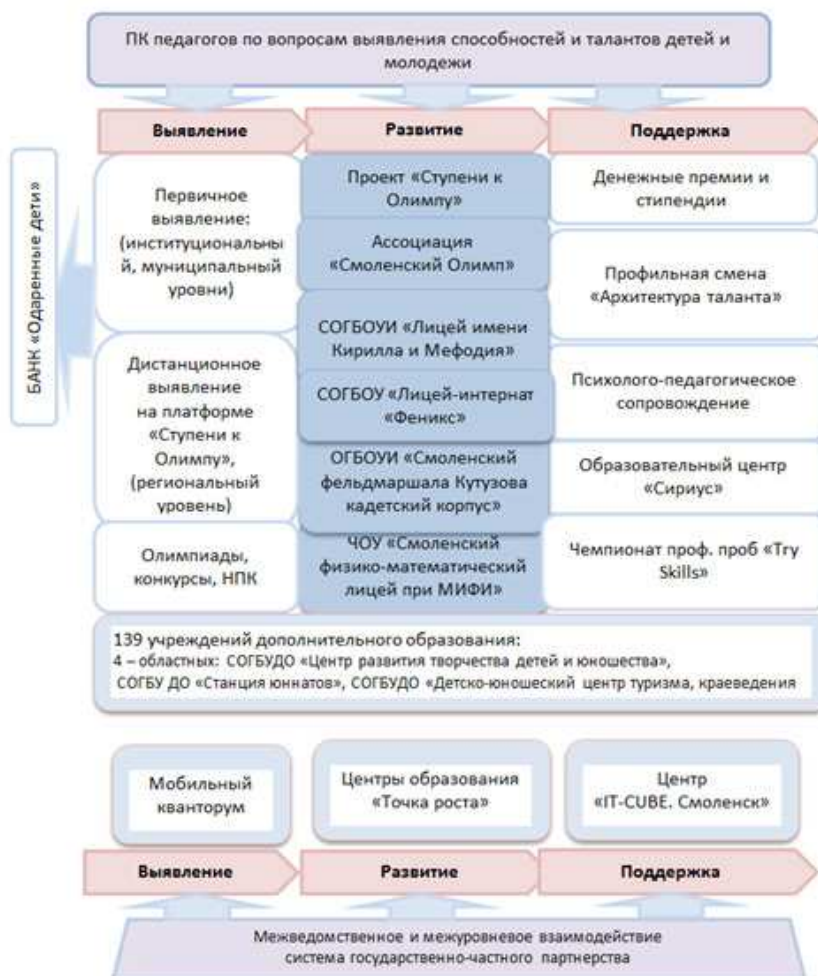 ПК педагогов по вопросам выявления способностей и талантов детей и
молодежи
Выявление
Развитие
Поддержка
БАНК «Одаренные дети»
Первичное
выявление:
(институциональны
й, муниципальный
уровни)
Дистанционное
выявление
на платформе
«Ступени к
Олимпу»,
(региональный
уровень)
Олимпиады,
конкурсы, НПК
Проект «Ступени к
Олимпу»
Ассоциация
«Смоленский Олимп»
СОГБОУИ «Лицей имени
Кирилла и Мефодия»
СОГБОУ «Лицей-интернат
«Феникс»
ОГБОУИ «Смоленский
фельдмаршала Кутузова
кадетский корпус»
ЧОУ «Смоленский
физико-математический
лицей при МИФИ»
Денежные премии и
стипендии
Профильная смена
«Архитектура таланта»
Психолого-педагогическое
сопровождение
Образовательный центр
«Сириус»
Чемпионат проф. проб «Try
Skills»
139 учреждений дополнительного образования:
4 – областных: СОГБУДО «Центр развития творчества детей и юношества»,
СОГБУ ДО «Станция юннатов», СОГБУДО «Детско-юношеский центр туризма, краеведения
Мобильный
кванторум
Центры образования
«Точка роста»
Центр
«IT-CUBE. Смоленск»
Выявление
Развитие
Поддержка
Межведомственное и межуровневое взаимодействие
система государственно-частного партнерства